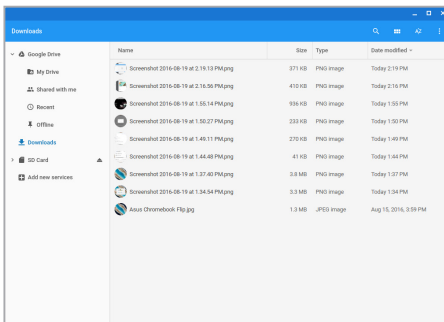 Downloads
Google Drive
My Drive
Shared with me
Recent
Offline
Downloads
SD Card
Add new services
Name Size Type Date modified
Screenshot 2016-08-19 at 2.19.13 PM.png 371 KB PNG image Today 2:19 PM
Screenshot 2016-08-19 at 2.16.56 PM.png 410 KB PNG image Today 2:16 PM
Screenshot 2016-08-19 at 1.55.14 PM.png 936 KB PNG image Today 1:55 PM
Screenshot 2016-08-19 at 1.50.27 PM.png 233 KB PNG image Today 1:50 PM
Screenshot 2016-08-19 at 1.49.11 PM.png 270 KB PNG image Today 1:49 PM
Screenshot 2016-08-19 at 1.44.48 PM.png 41 KB PNG image Today 1:44 PM
Screenshot 2016-08-19 at 1.37.40 PM.png 3.8 MB PNG image Today 1:37 PM
Screenshot 2016-08-19 at 1.34.54 PM.png 3.3 MB PNG image Today 1:34 PM
Asus Chromebook Flip.jpg 1.3 MB JPEG image Aug 15, 2016, 3:59 PM